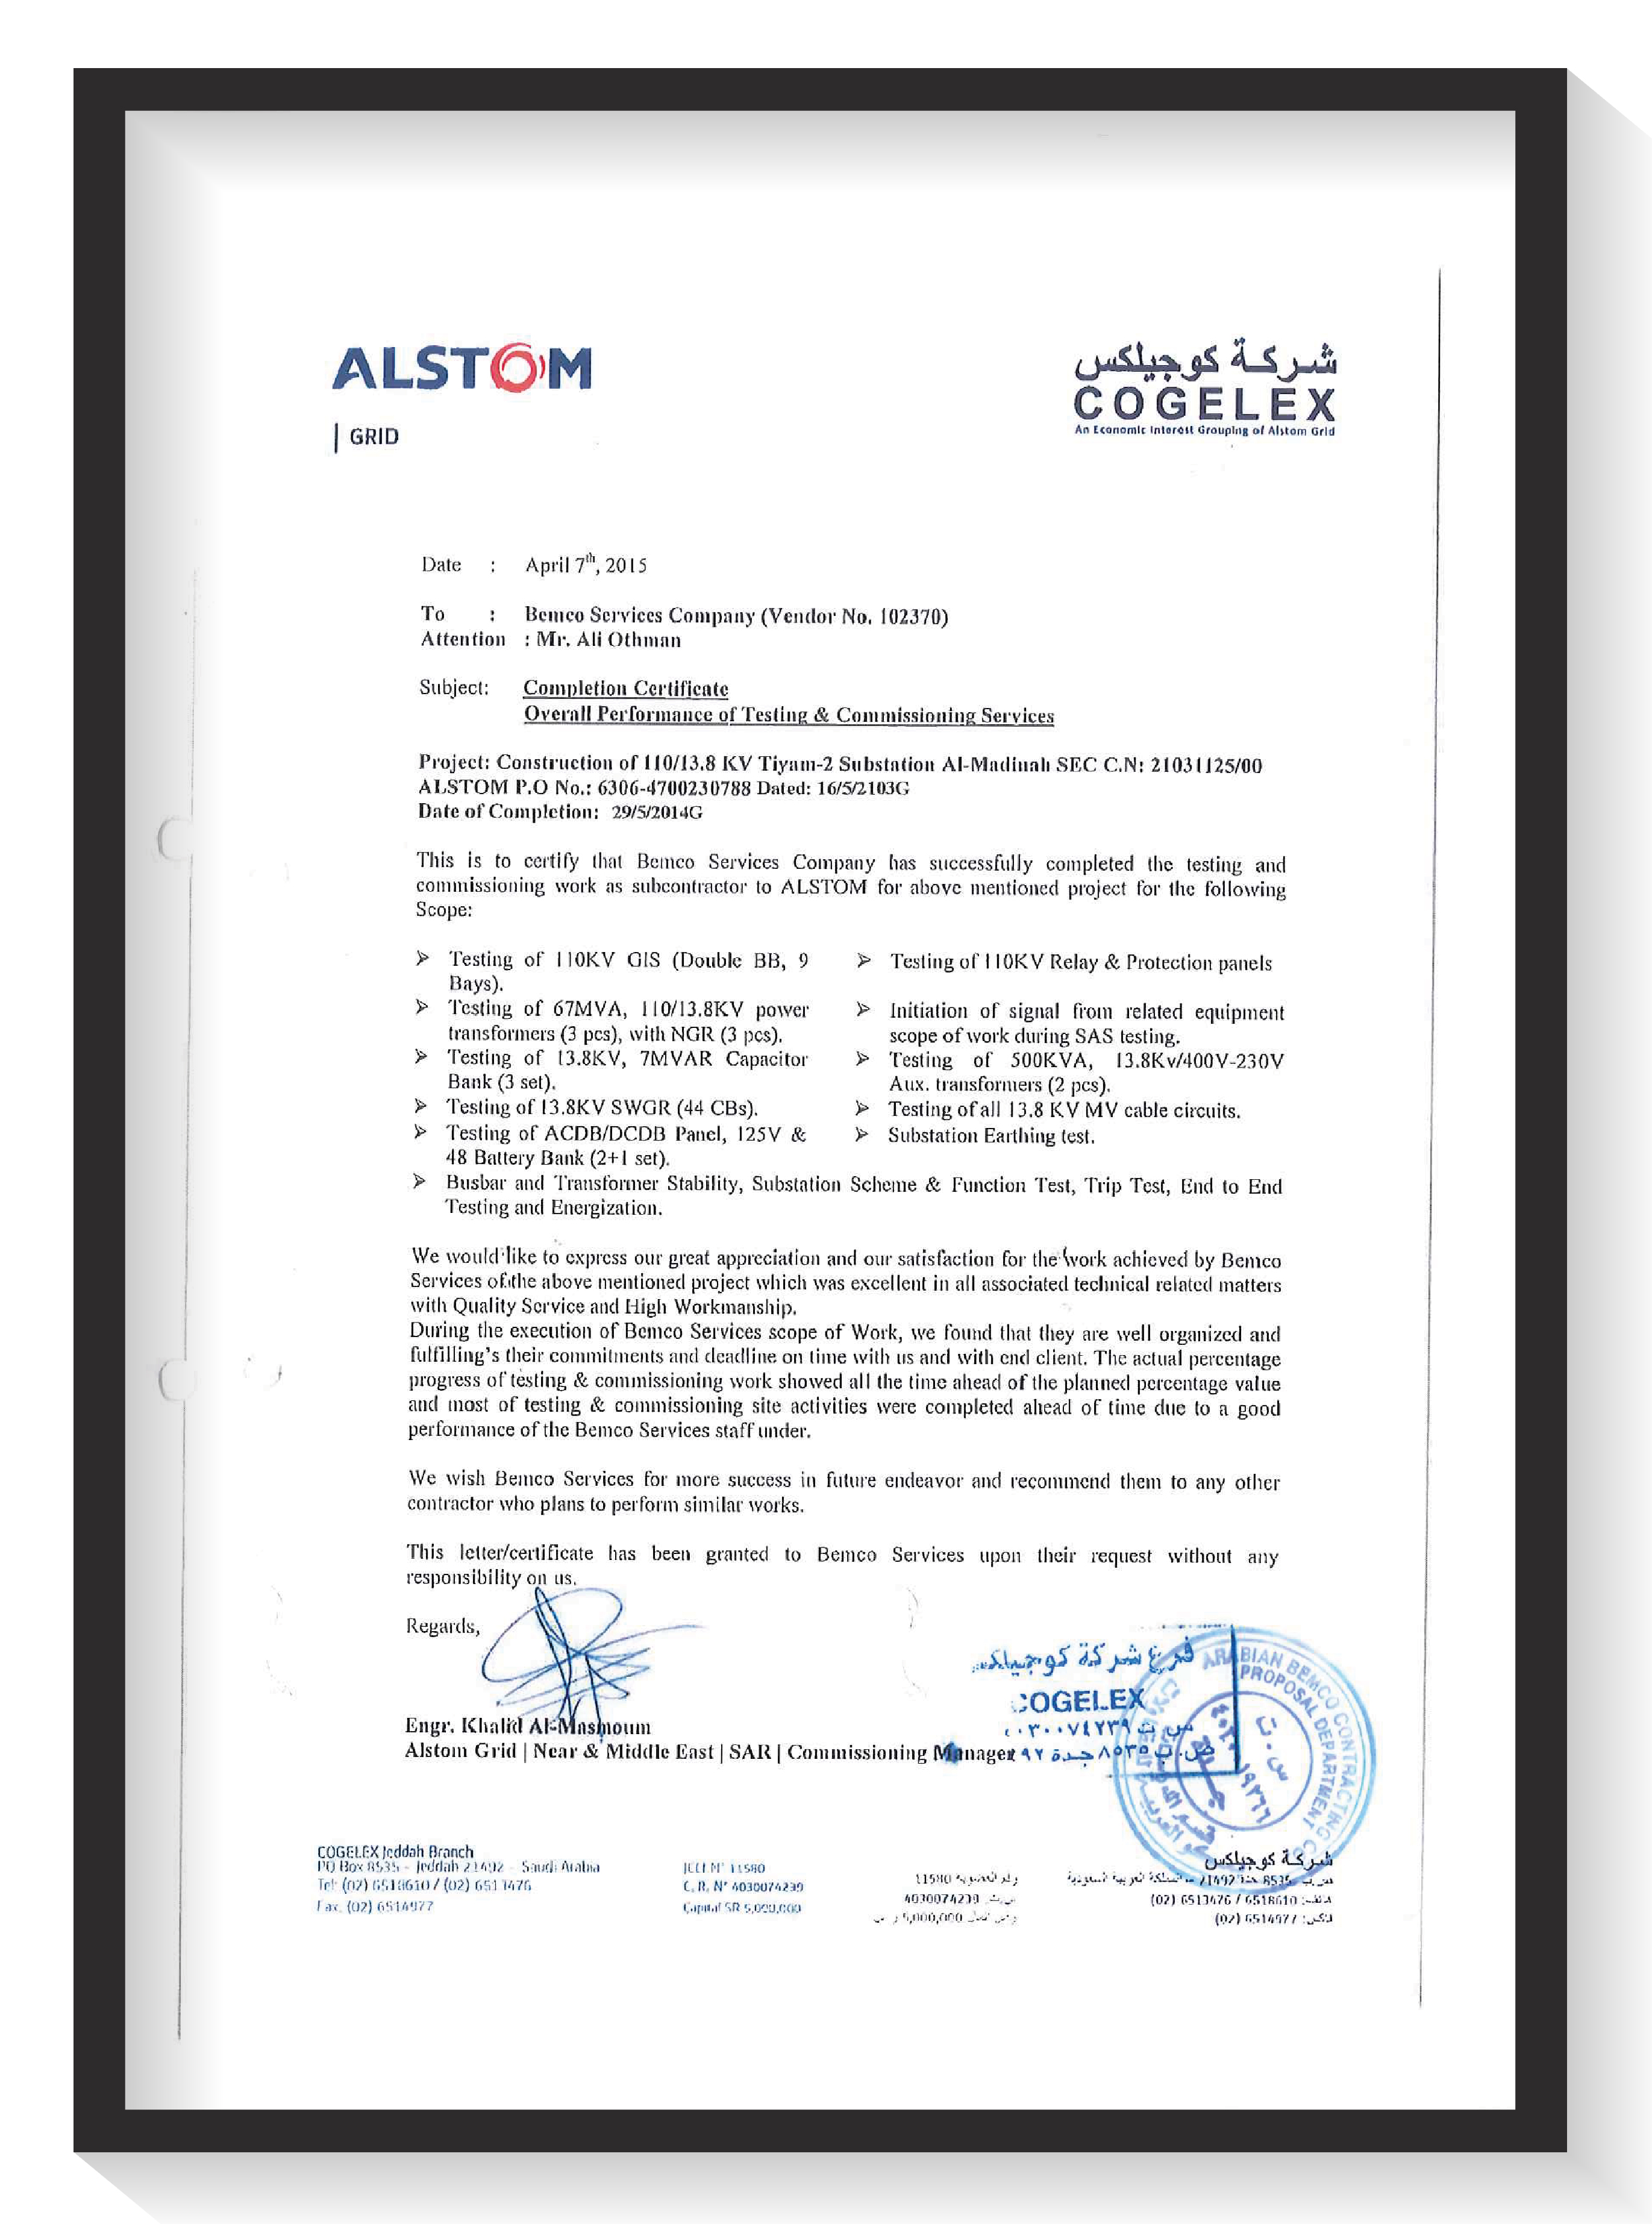 ALSTOM
| GRID
شركة كوجيلكس
COGELEX
An Economic Interest Grouping of Alstom Grid
Date : April 7th, 2015
To : Bemco Services Company (Vendor No. 102370)
Attention : Mr. Ali Othman
Subject: Completion Certificate
Overall Performance of Testing & Commissioning Services
Project: Construction of 110/13.8 KV Tiyam-2 Substation Al-Madinah SEC C.N: 21031125/00
ALSTOM P.O No.: 6306-4700230788 Dated: 16/5/2103G
Date of Completion: 29/5/2014G
This is to certify that Bemco Services Company has successfully completed the testing and
commissioning work as subcontractor to ALSTOM for above mentioned project for the following
Scope:
➢ Testing of 110KV GIS (Double BB, 9
Bays).
➢ Testing of 110KV Relay & Protection panels
➢ Testing of 67MVA, 110/13.8KV power
transformers (3 pcs), with NGR (3 pcs).
➢ Initiation of signal from related equipment
scope of work during SAS testing.
➢ Testing of 13.8KV, 7MVAR Capacitor
Bank (3 set).
➢ Testing of 500KVA, 13.8Kv/400V-230V
Aux. transformers (2 pcs).
➢ Testing of 13.8KV SWGR (44 CBs).
➢ Testing of all 13.8 KV MV cable circuits.
➢ Testing of ACDB/DCDB Panel, 125V &
48 Battery Bank (2+1 set).
➢ Substation Earthing test.
➢ Busbar and Transformer Stability, Substation Scheme & Function Test, Trip Test, End to End
Testing and Energization.
We would like to express our great appreciation and our satisfaction for the work achieved by Bemco
Services of the above mentioned project which was excellent in all associated technical related matters
with Quality Service and High Workmanship.
During the execution of Bemco Services scope of Work, we found that they are well organized and
fulfilling's their commitments and deadline on time with us and with end client. The actual percentage
progress of testing & commissioning work showed all the time ahead of the planned percentage value
and most of testing & commissioning site activities were completed ahead of time due to a good
performance of the Bemco Services staff under.
We wish Bemco Services for more success in future endeavor and recommend them to any other
contractor who plans to perform similar works.
This letter/certificate has been granted to Bemco Services upon their request without any
responsibility on us.
Regards,
Engr. Khalid Al-Masmoum
Alstom Grid | Near & Middle East | SAR | Commissioning Manager
فرع شركة كوجيلكس
COGELEX
ص.ب ٨٥٣٥ جدة
ARABIAN BEMCO CONTRACTING CO
PROPOSAL DEPARTMENT
س.ت
COGELEX Jeddah Branch
PO Box 8535 - Jeddah 21492 - Saudi Arabia
Tel: (02) 6518610 / (02) 6513476
Fax: (02) 6514977
JCCI N° 11580
C. R. N° 4030074239
Capital SR 5,000,000
رقم العضوية 11580
س.ت. 4030074239
شركة كوجيلكس
ص.ب. 8535 جدة 21492 - المملكة العربية السعودية
هاتف: 6518610 / 6513476 (02)
فاكس: 6514977 (02)